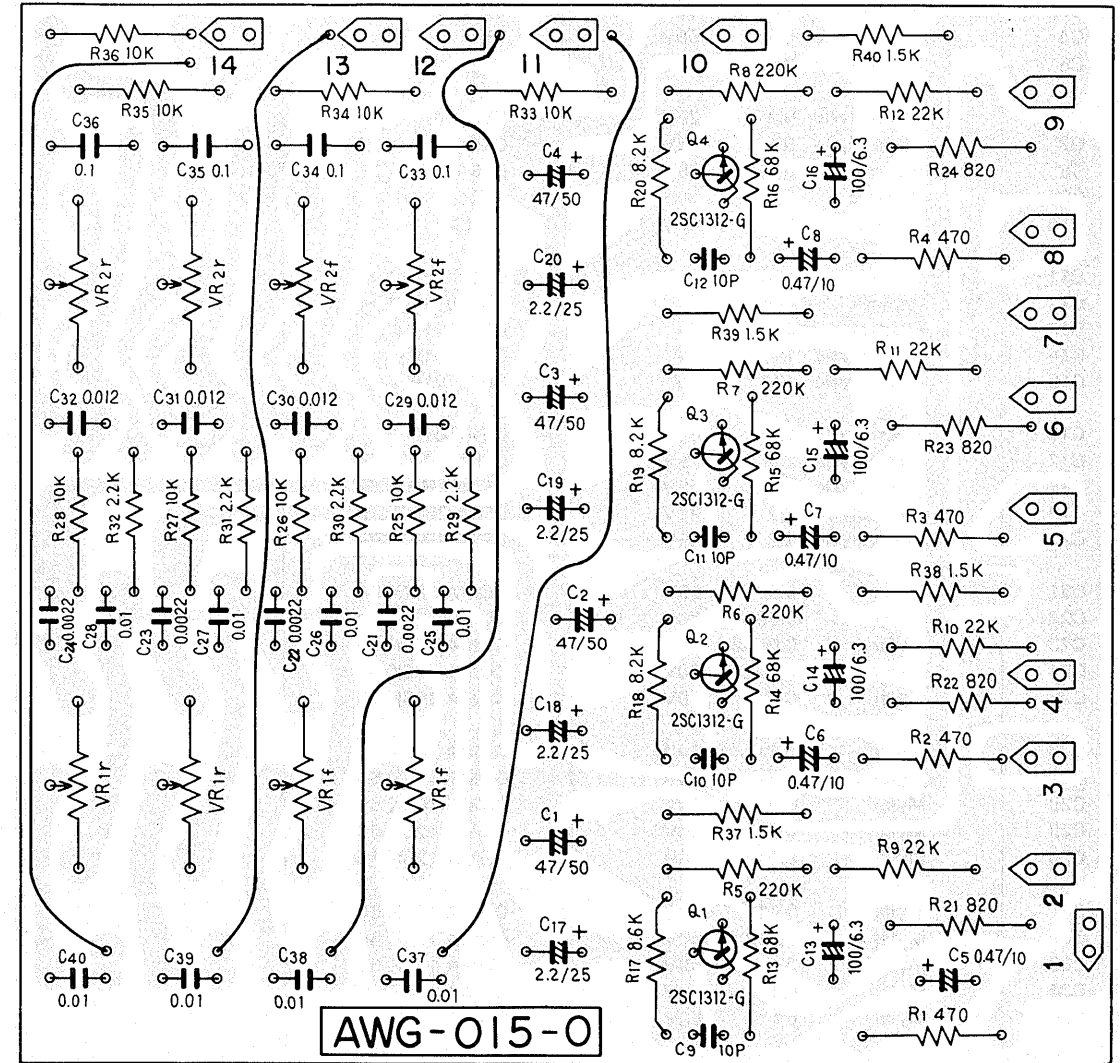 R36 10K
14
13
12
11
10
R40 1.5K
R8 220K
R35 10K
R34 10K
R33 10K
R12 22K
9
C36
0.1
C35 0.1
C34 0.1
C33 0.1
C4 +
47/50
R20 8.2K
Q4
2SC1312-G
R16 68K
C16 +
100/6.3
R24 820
VR2r
VR2r
VR2f
VR2f
C20 +
2.2/25
C12 10P
+ C8
0.47/10
R4 470
8
R39 1.5K
7
R11 22K
R7 220K
C32 0.012
C31 0.012
C30 0.012
C29 0.012
C3 +
47/50
R19 8.2K
Q3
2SC1312-G
R15 68K
C15 +
100/6.3
R23 820
6
R28 10K
R32 2.2K
R27 10K
R31 2.2K
R26 10K
R30 2.2K
R25 10K
R29 2.2K
C19 +
2.2/25
C11 10P
+ C7
0.47/10
R3 470
5
R38 1.5K
C24 0.0022
C28 0.01
C23 0.0022
C27 0.01
C22 0.0022
C26 0.01
C21 0.0022
C25 0.01
C2 +
47/50
R6 220K
R18 8.2K
Q2
2SC1312-G
R14 68K
C14 +
100/6.3
R10 22K
R22 820
4
C18 +
2.2/25
C10 10P
+ C6
0.47/10
R2 470
3
VR1r
VR1r
VR1f
VR1f
C1 +
47/50
R37 1.5K
R9 22K
R5 220K
2
C17 +
2.2/25
R17 8.6K
Q1
2SC1312-G
R13 68K
C13 +
100/6.3
R21 820
+ C5 0.47/10
1
C40
0.01
C39
0.01
C38
0.01
C37
0.01
C9 10P
R1 470
AWG-015-0